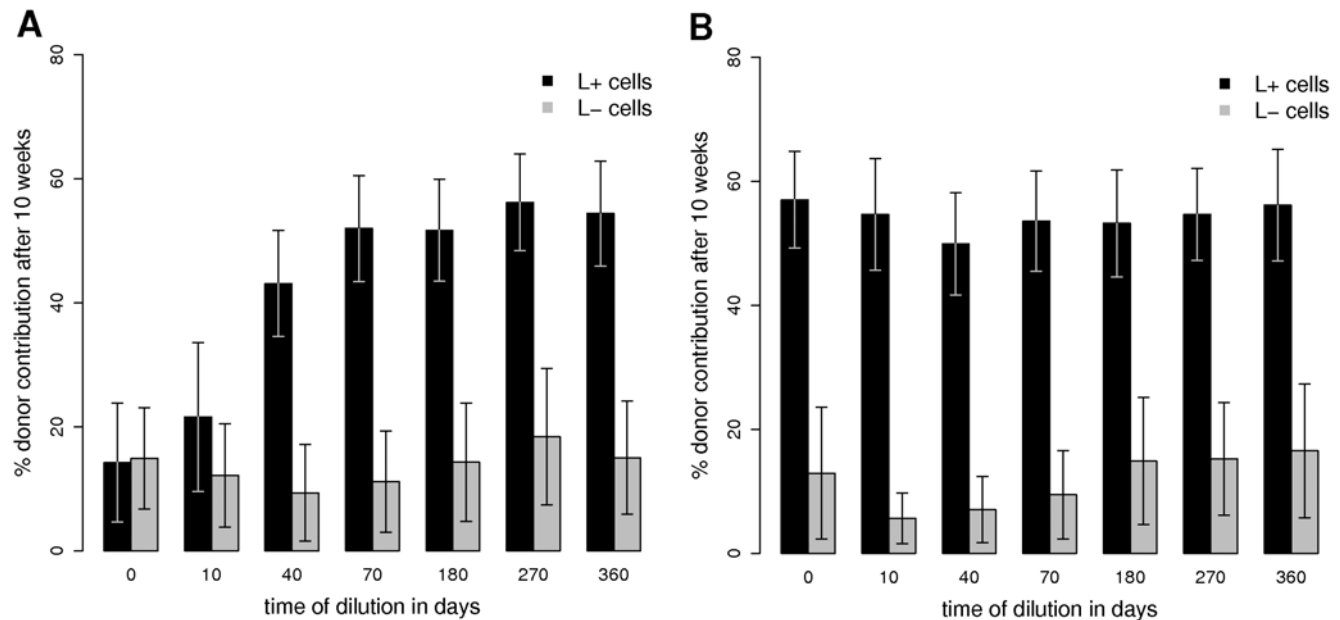 A
% donor contribution after 10 weeks
80
60
40
20
0
L+ cells
L− cells
0 10 40 70 180 270 360
time of dilution in days
B
% donor contribution after 10 weeks
80
60
40
20
0
L+ cells
L− cells
0 10 40 70 180 270 360
time of dilution in days